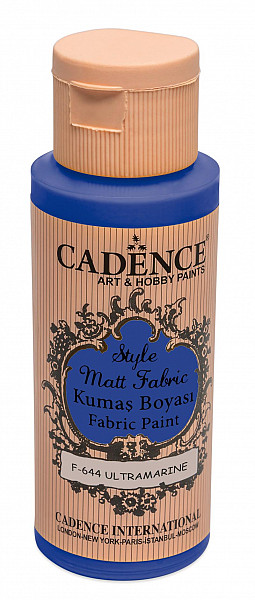 CADENCE
ART & HOBBY PAINTS
Style
Matt Fabric
Kumaş Boyası
Fabric Paint
F-644 ULTRAMARINE
CADENCE INTERNATIONAL
LONDON-NEW YORK-PARIS-İSTANBUL-MOSCOW